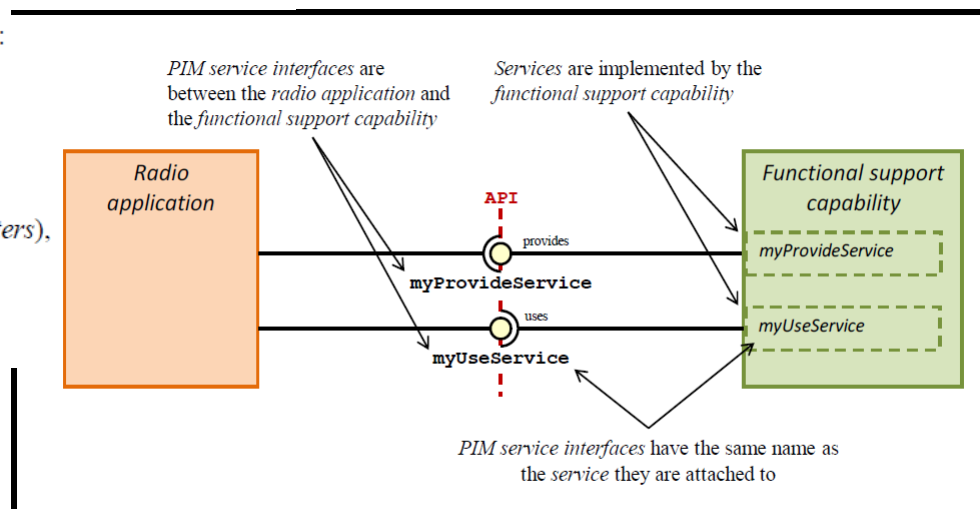 :
PIM service interfaces are
between the radio application and
the functional support capability
Services are implemented by the
functional support capability
Radio
application
Functional support
capability
API
ters),
provides
myProvideService
myProvideService
uses
myUseService
myUseService
PIM service interfaces have the same name as
the service they are attached to